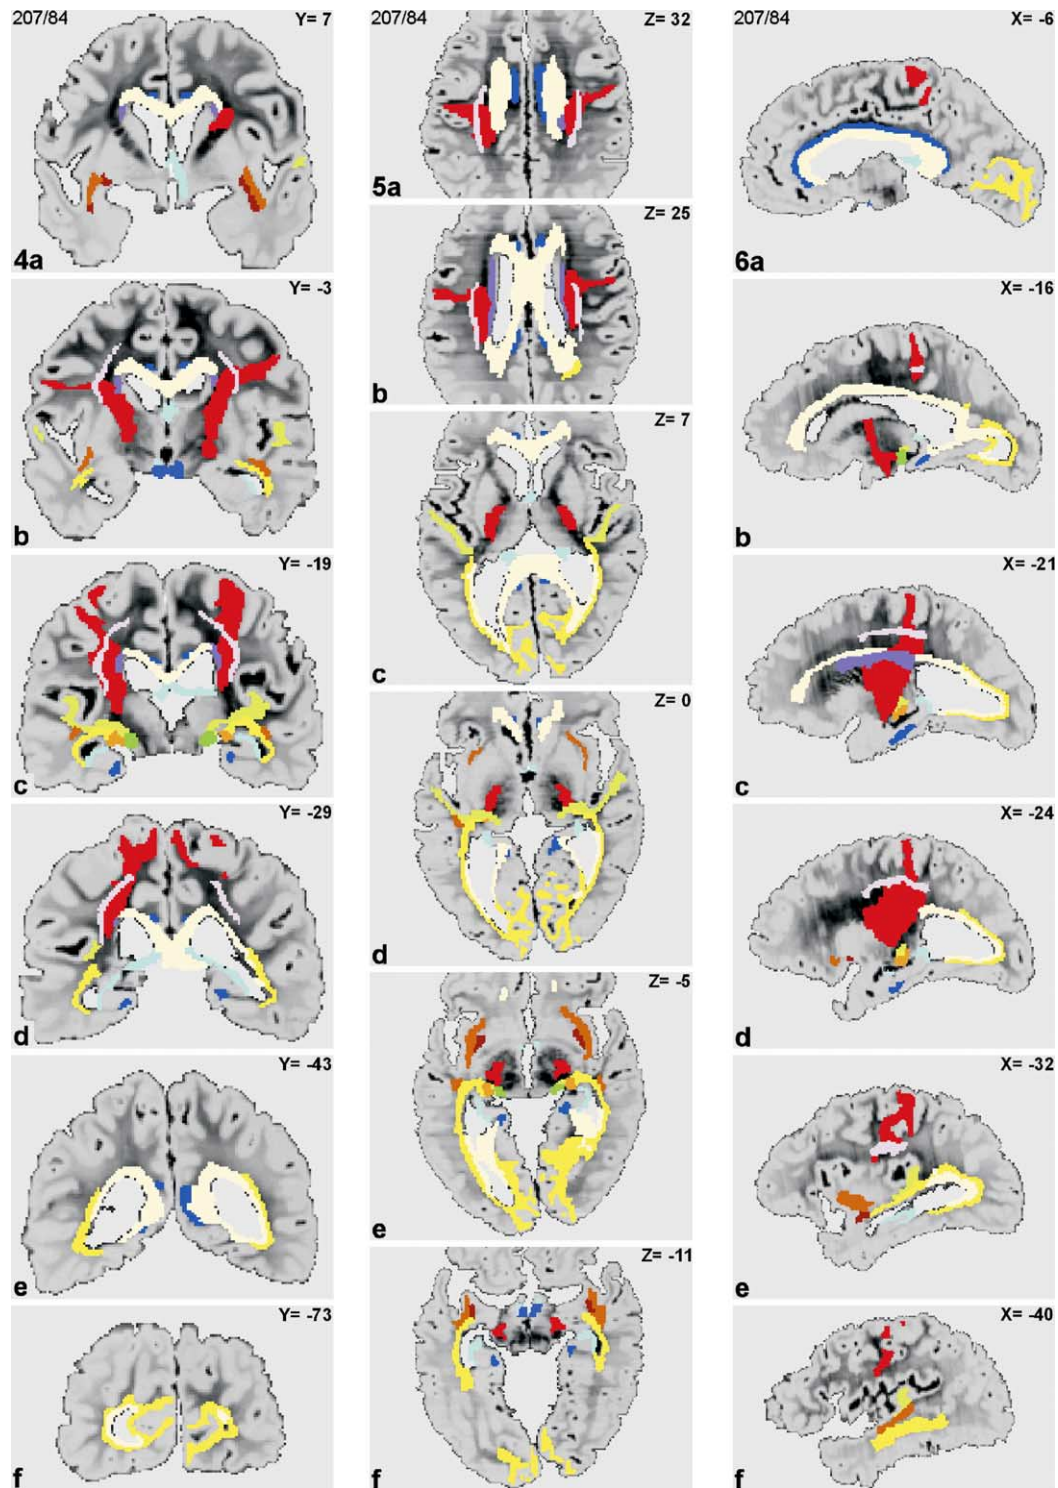 207/84 Y= 7
4a
Y= -3
b
Y= -19
c
Y= -29
d
Y= -43
e
Y= -73
f
207/84 Z= 32
5a
Z= 25
b
Z= 7
c
Z= 0
d
Z= -5
e
Z= -11
f
207/84 X= -6
6a
X= -16
b
X= -21
c
X= -24
d
X= -32
e
X= -40
f